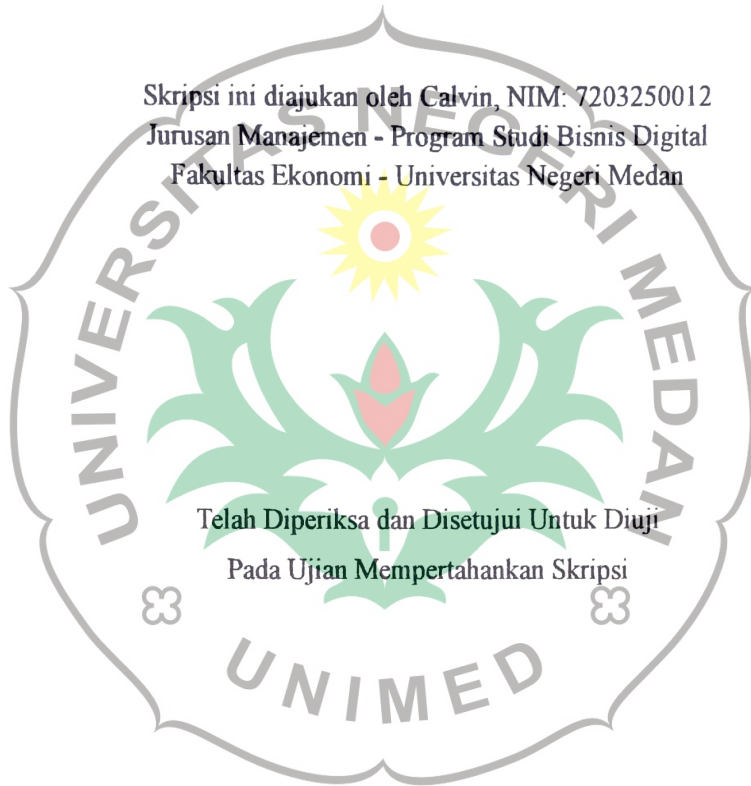 Skripsi ini diajukan oleh Calvin, NIM: 7203250012
Jurusan Manajemen - Program Studi Bisnis Digital
Fakultas Ekonomi - Universitas Negeri Medan
UNIVERSITAS NEGERI MEDAN
Telah Diperiksa dan Disetujui Untuk Diuji
Pada Ujian Mempertahankan Skripsi
UNIMED